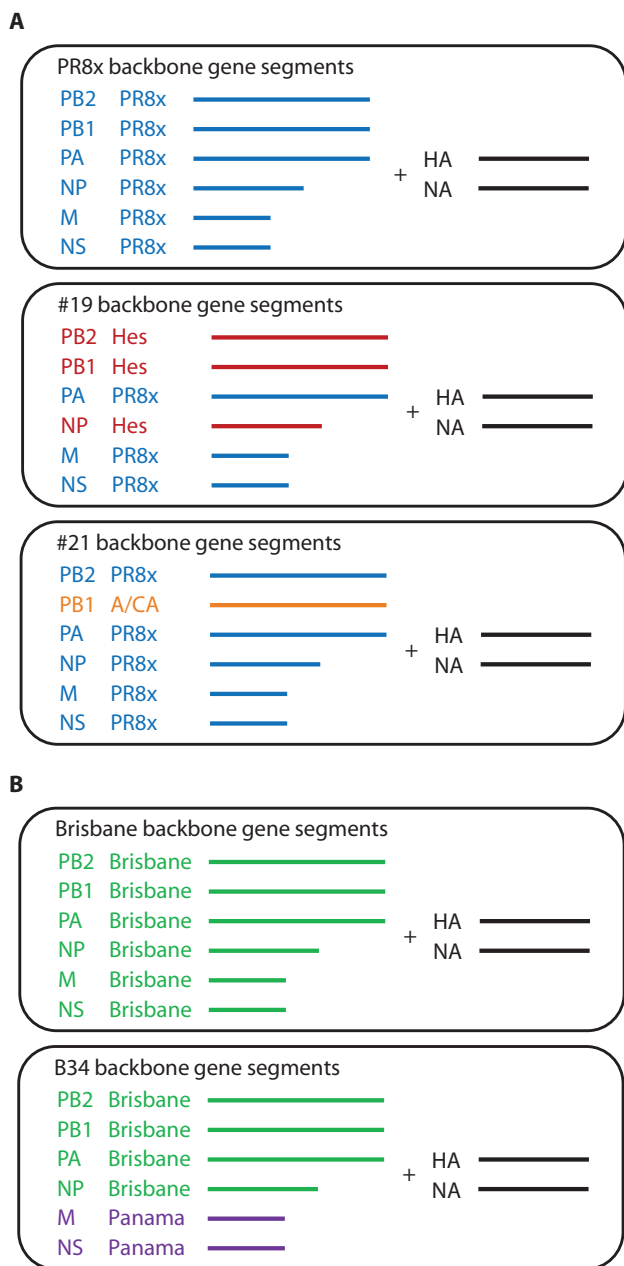 A
PR8x backbone gene segments
PB2 PR8x
PB1 PR8x
PA PR8x
NP PR8x
M PR8x
NS PR8x
+ HA
NA
#19 backbone gene segments
PB2 Hes
PB1 Hes
PA PR8x
NP Hes
M PR8x
NS PR8x
+ HA
NA
#21 backbone gene segments
PB2 PR8x
PB1 A/CA
PA PR8x
NP PR8x
M PR8x
NS PR8x
+ HA
NA
B
Brisbane backbone gene segments
PB2 Brisbane
PB1 Brisbane
PA Brisbane
NP Brisbane
M Brisbane
NS Brisbane
+ HA
NA
B34 backbone gene segments
PB2 Brisbane
PB1 Brisbane
PA Brisbane
NP Brisbane
M Panama
NS Panama
+ HA
NA